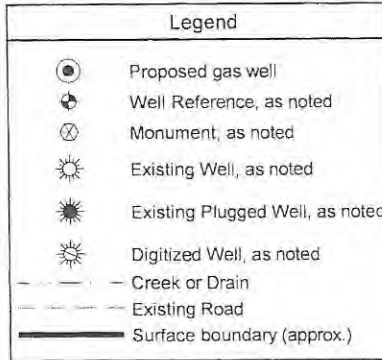 Legend
Proposed gas well
Well Reference, as noted
Monument, as noted
Existing Well, as noted
Existing Plugged Well, as noted
Digitized Well, as noted
Creek or Drain
Existing Road
Surface boundary (approx.)